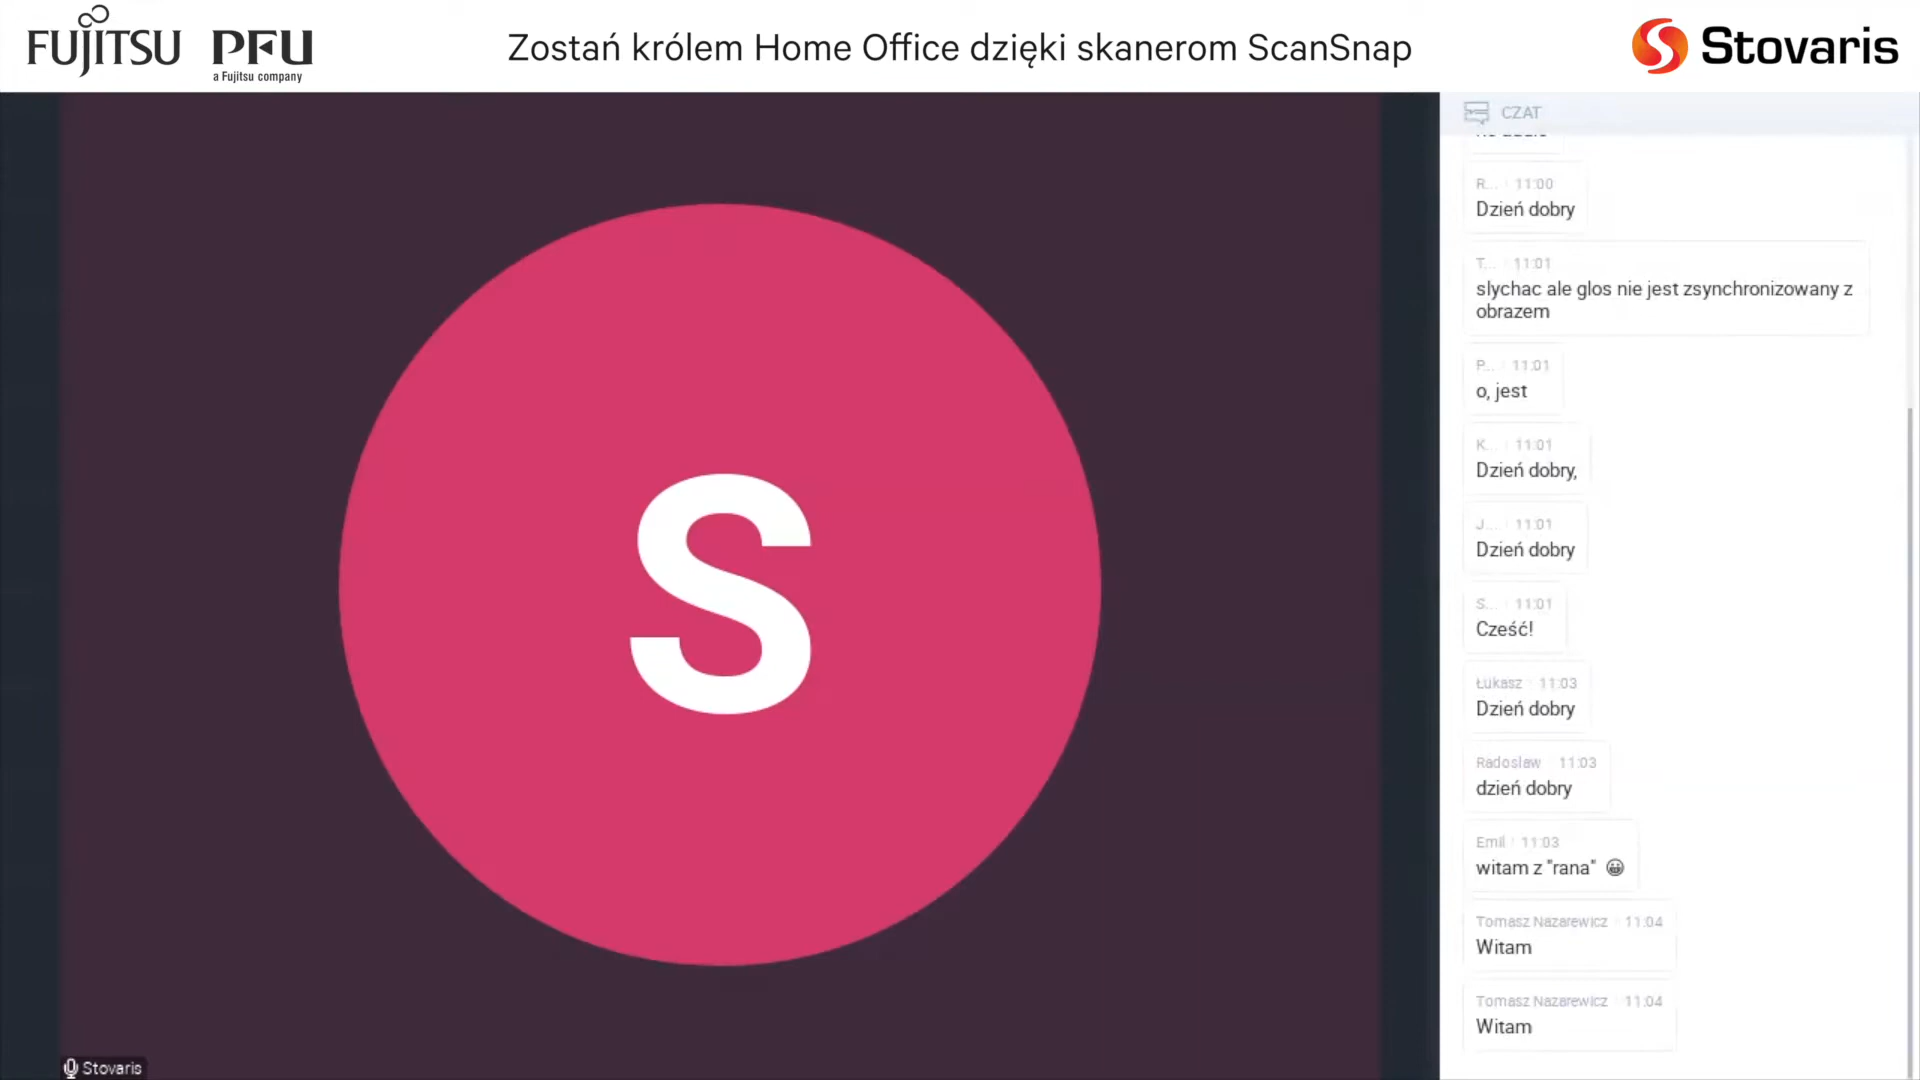 FUJITSU
PFU
a Fujitsu company
Zostań królem Home Office dzięki skanerom ScanSnap
Stovaris
S
Stovaris
CZAT
R... 11:00
Dzień dobry
T... 11:01
slychac ale glos nie jest zsynchronizowany z
obrazem
P... 11:01
o, jest
K... 11:01
Dzień dobry,
J.... 11:01
Dzień dobry
S... 11:01
Cześć!
Łukasz 11:03
Dzień dobry
Radoslaw 11:03
dzień dobry
Emil 11:03
witam z "rana" 😀
Tomasz Nazarewicz 11:04
Witam
Tomasz Nazarewicz 11:04
Witam